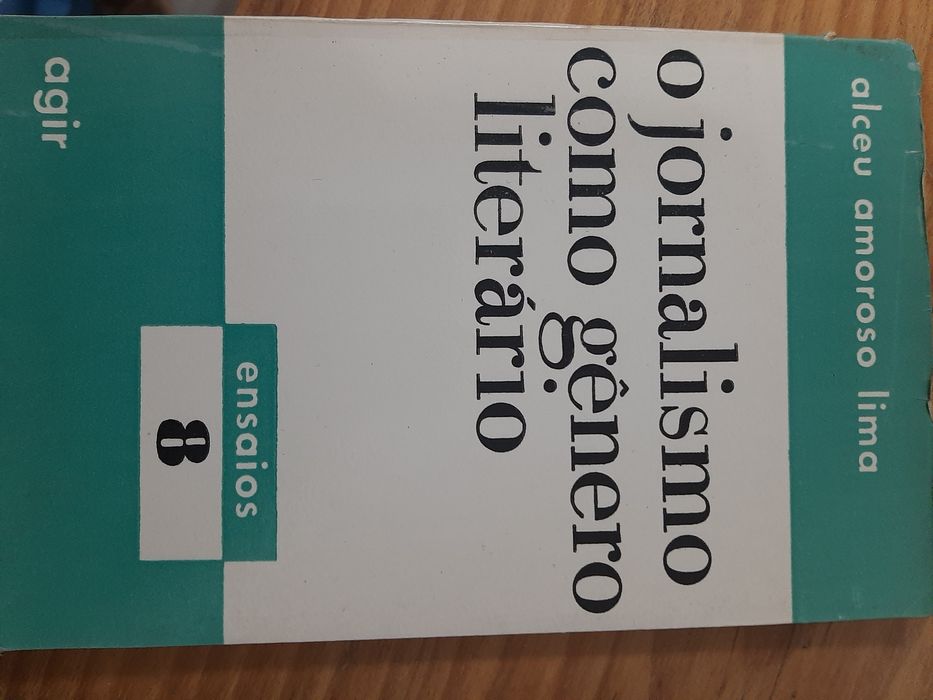 alceu amoroso lima
o jornalismo
como gênero
literário
ensaios
8
agir